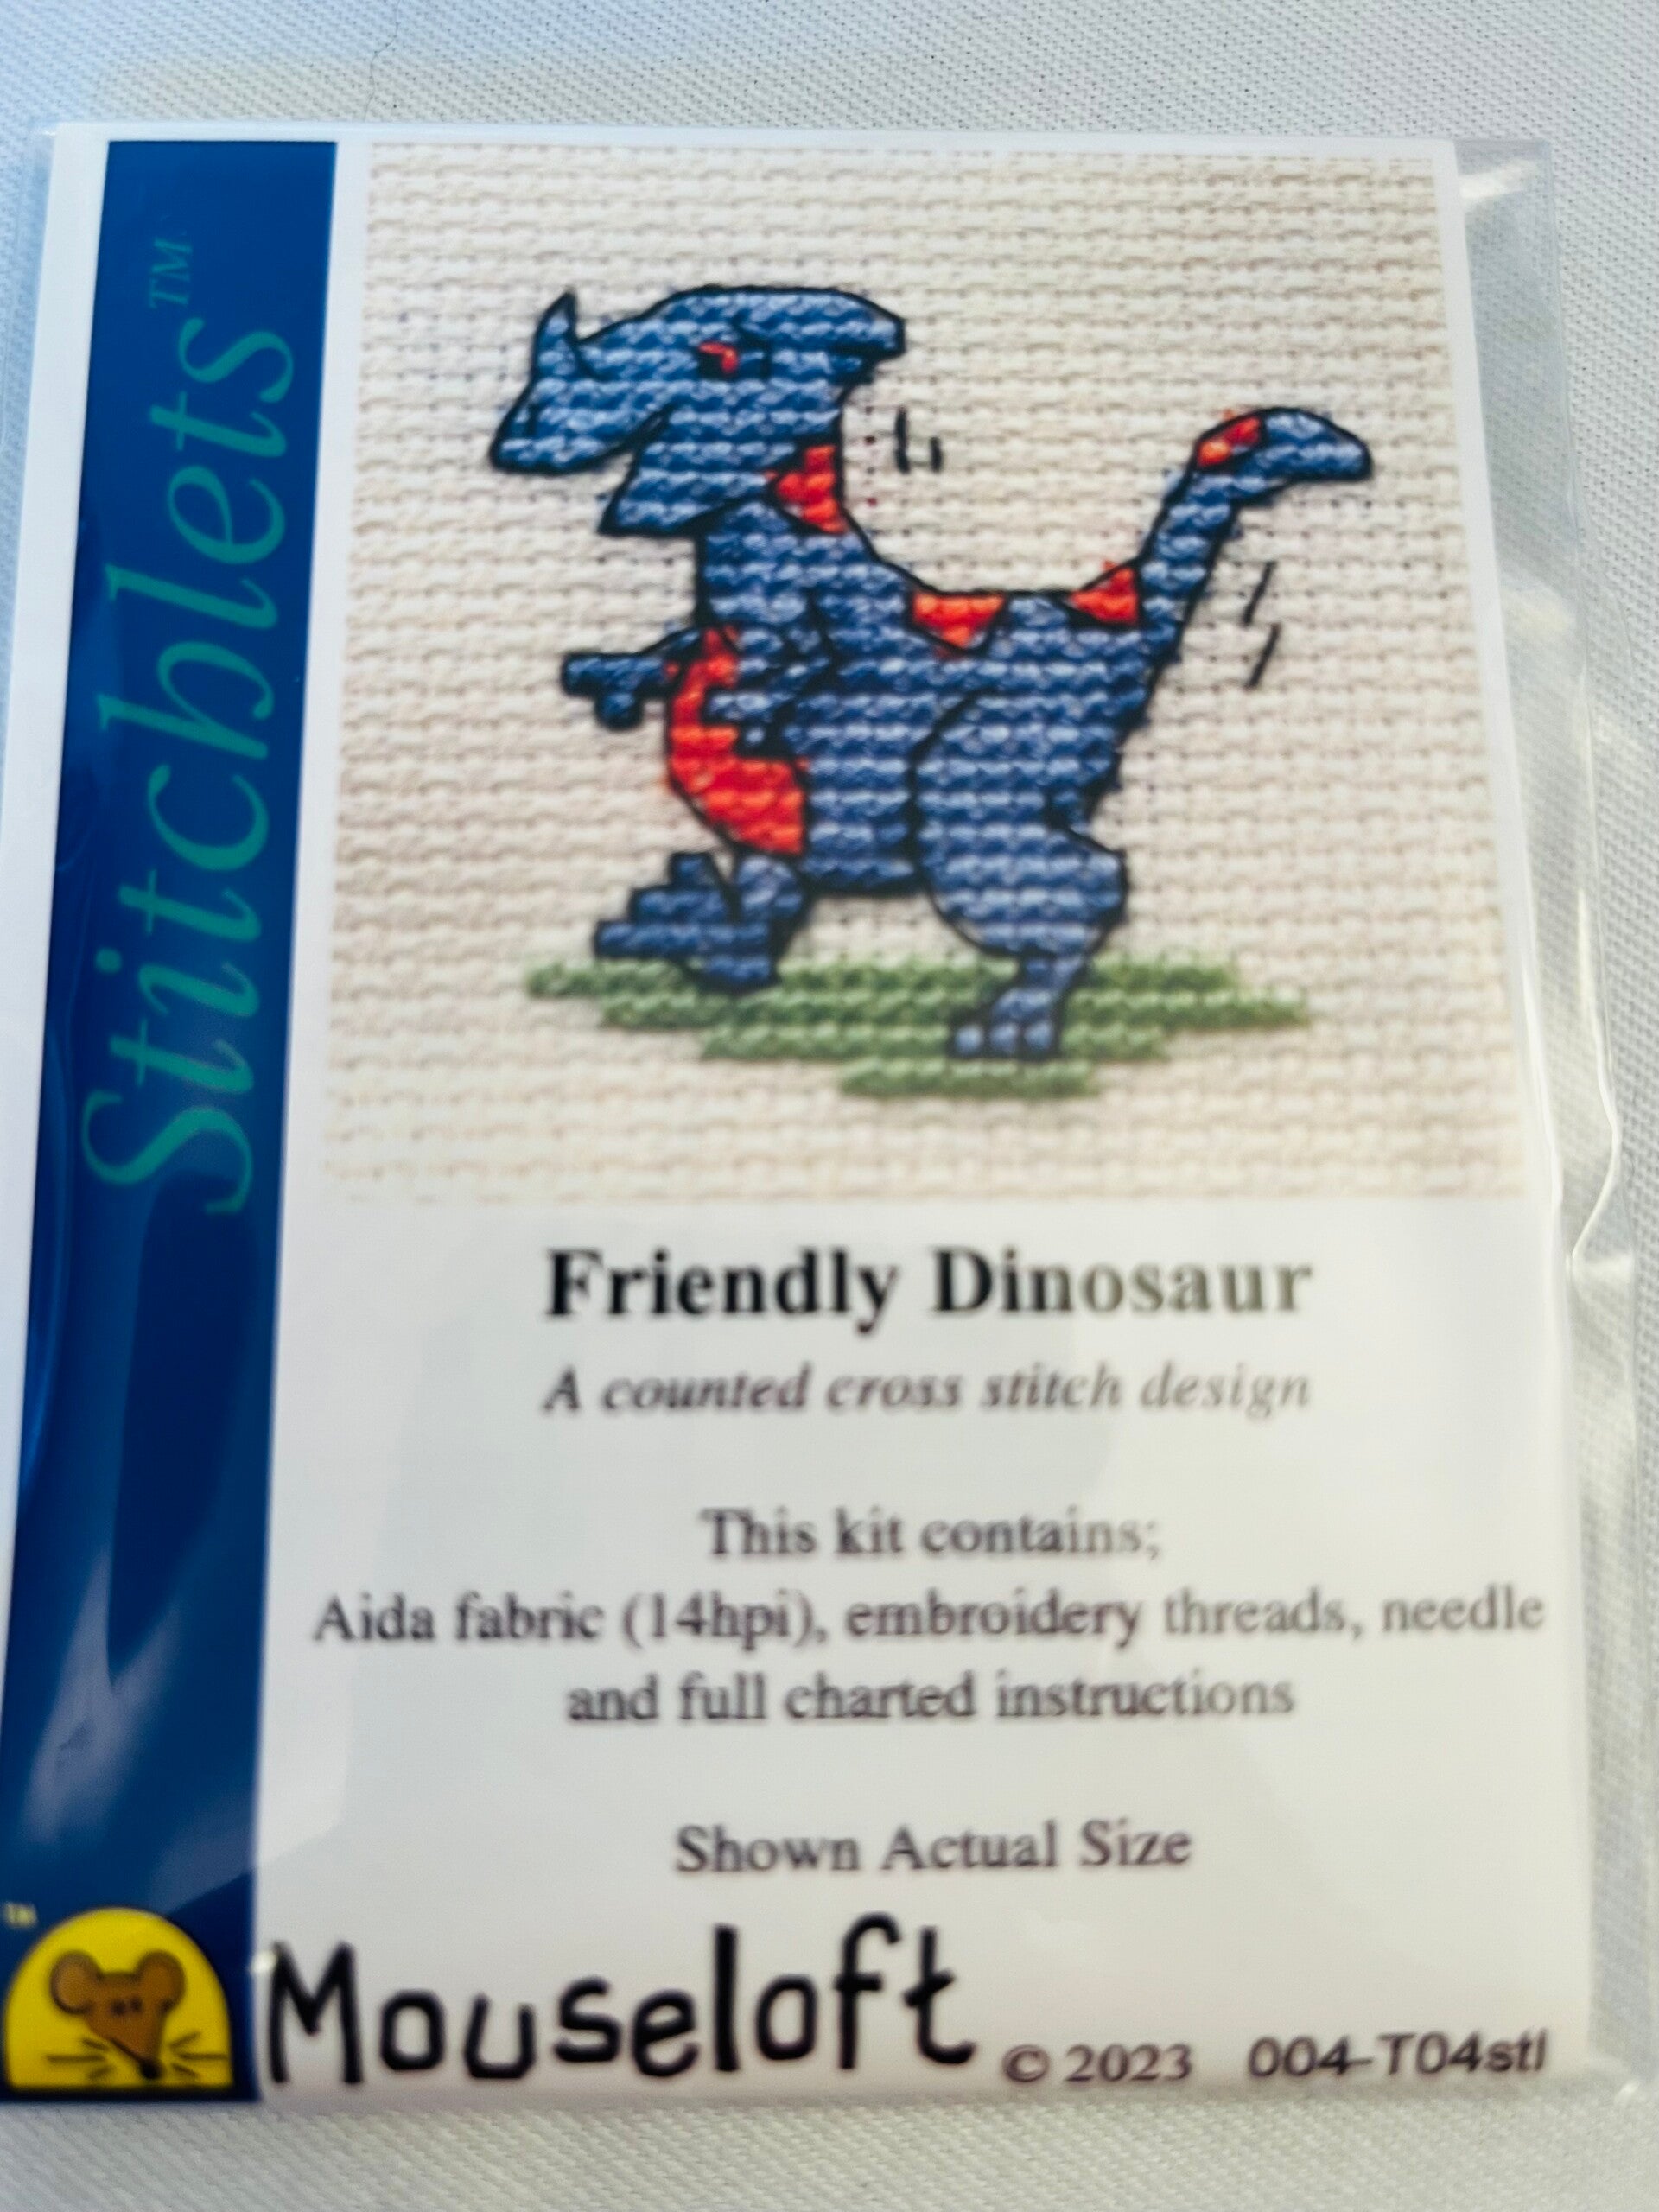 Stitchlets™
Friendly Dinosaur
A counted cross stitch design
This kit contains;
Aida fabric (14hpi), embroidery threads, needle
and full charted instructions
Shown Actual Size
™
Mouseloft © 2023 004-T04stl